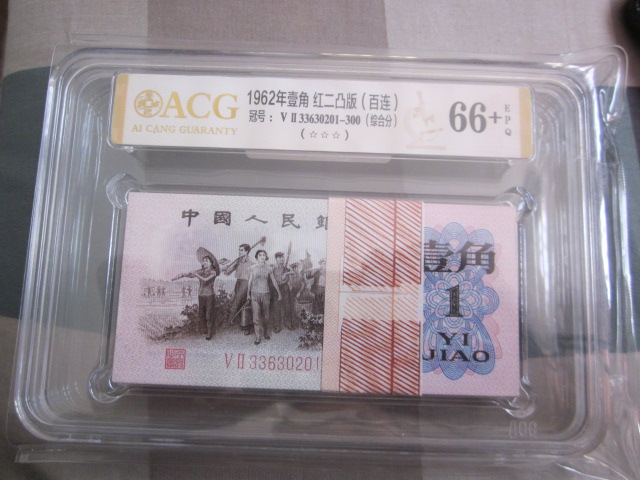 ACG
AI CANG GUARANTY
1962年壹角 红二凸版（百连）
冠号：VⅡ33630201-300（综合分）
（☆☆☆）
66+
EPQ
中國人民銀
VⅡ33630201
壹角
1
YI
JIAO